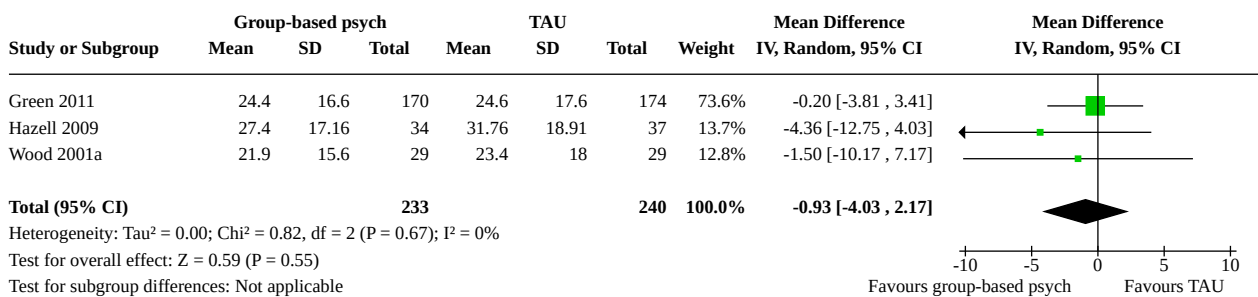 Group-based psych TAU Mean Difference Mean Difference
Study or Subgroup Mean SD Total Mean SD Total Weight IV, Random, 95% CI IV, Random, 95% CI
Green 2011 24.4 16.6 170 24.6 17.6 174 73.6% -0.20 [-3.81 , 3.41]
Hazell 2009 27.4 17.16 34 31.76 18.91 37 13.7% -4.36 [-12.75 , 4.03]
Wood 2001a 21.9 15.6 29 23.4 18 29 12.8% -1.50 [-10.17 , 7.17]
Total (95% CI) 233 240 100.0% -0.93 [-4.03 , 2.17]
Heterogeneity: Tau² = 0.00; Chi² = 0.82, df = 2 (P = 0.67); I² = 0%
Test for overall effect: Z = 0.59 (P = 0.55) -10 -5 0 5 10
Test for subgroup differences: Not applicable Favours group-based psych Favours TAU